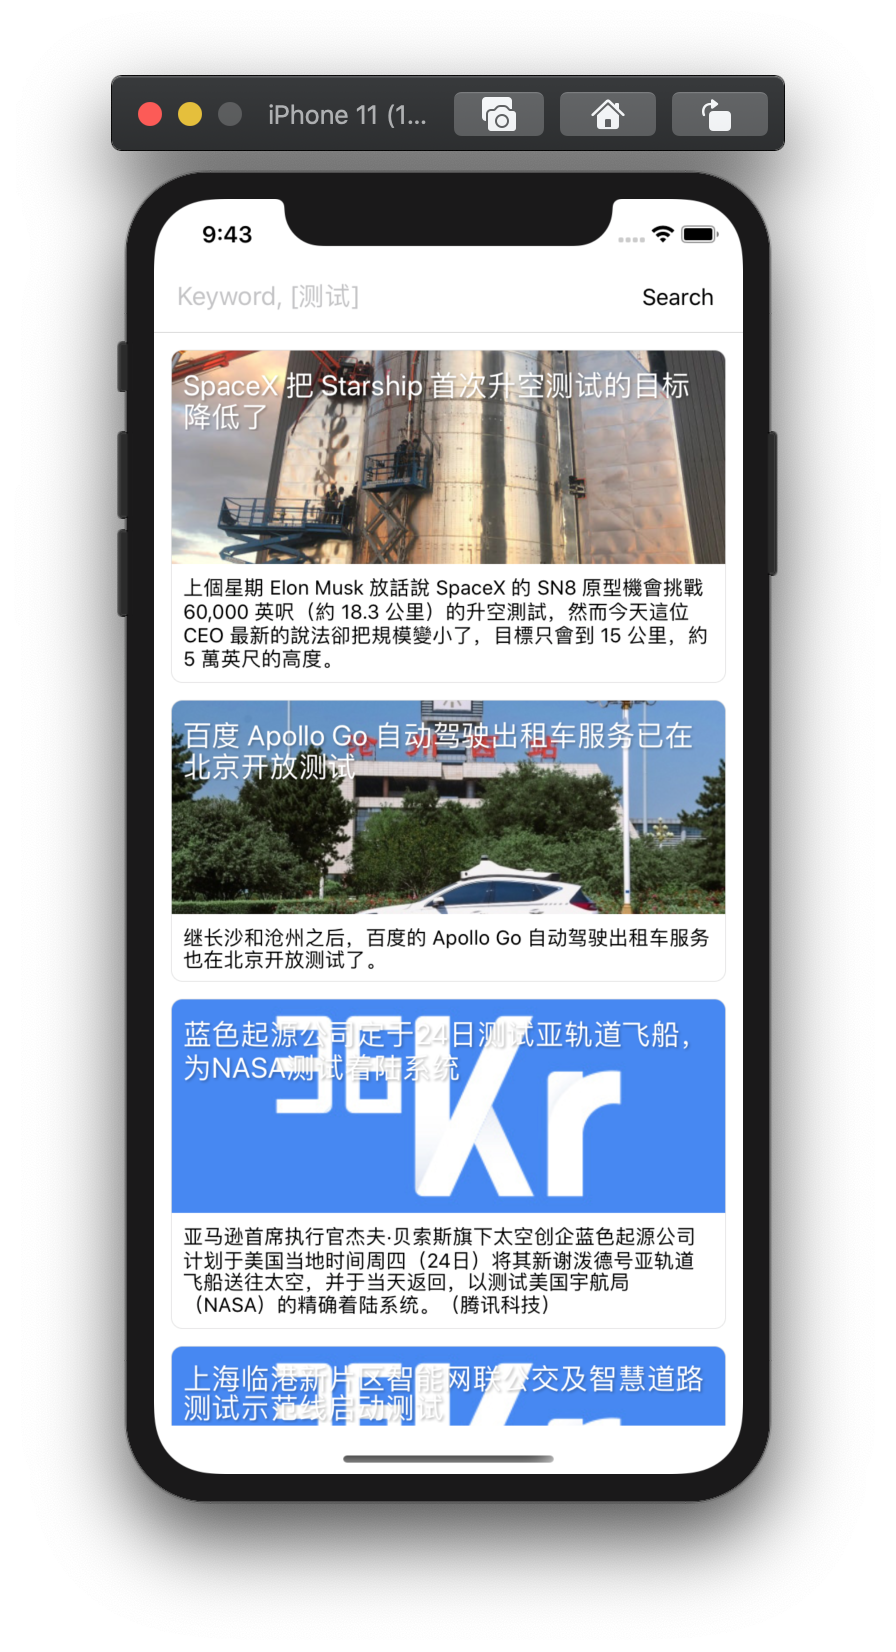 iPhone 11 (1...
9:43
Keyword, [测试]
Search
SpaceX 把 Starship 首次升空测试的目标
降低了
上個星期 Elon Musk 放話說 SpaceX 的 SN8 原型機會挑戰
60,000 英呎（約 18.3 公里）的升空測試，然而今天這位
CEO 最新的說法卻把規模變小了，目標只會到 15 公里，約
5 萬英尺的高度。
百度 Apollo Go 自动驾驶出租车服务已在
北京开放测试
继长沙和沧州之后，百度的 Apollo Go 自动驾驶出租车服务
也在北京开放测试了。
蓝色起源公司定于24日测试亚轨道飞船，
为NASA测试着陆系统
36Kr
亚马逊首席执行官杰夫·贝索斯旗下太空创企蓝色起源公司
计划于美国当地时间周四（24日）将其新谢泼德号亚轨道
飞船送往太空，并于当天返回，以测试美国宇航局
（NASA）的精确着陆系统。（腾讯科技）
上海临港新片区智能网联公交及智慧道路
测试示范线启动测试